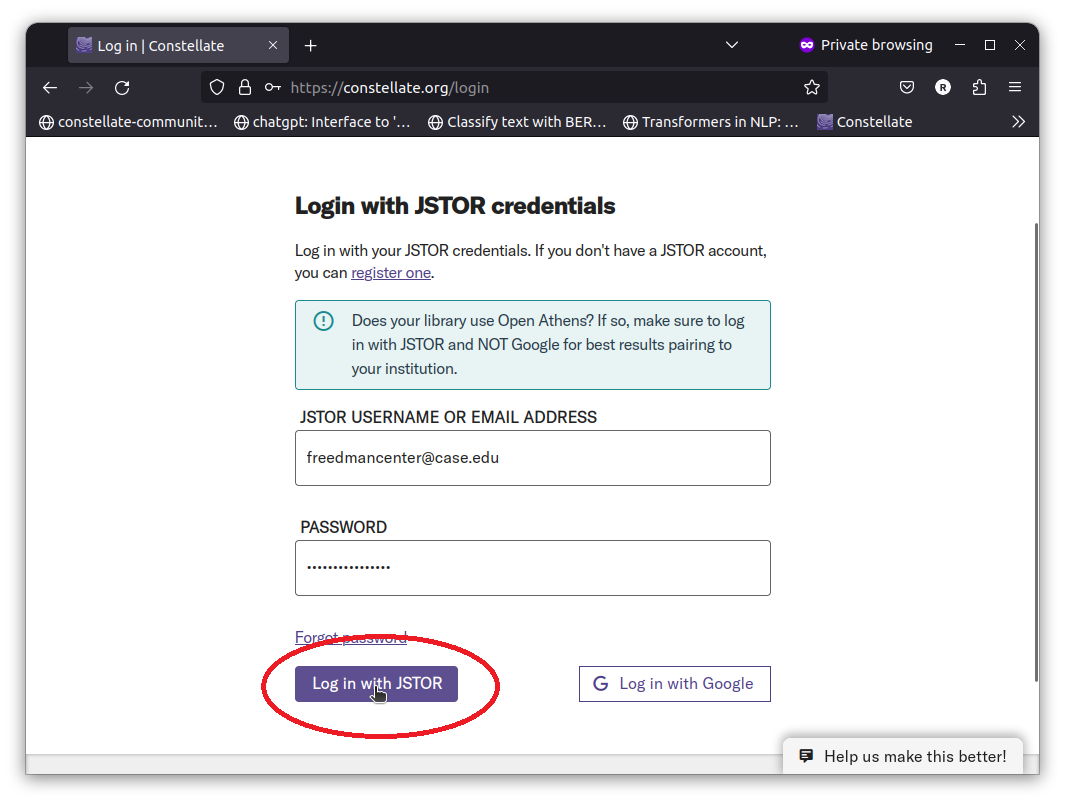 Log in | Constellate
Private browsing
https://constellate.org/login
R
constellate-communit…
chatgpt: Interface to '…
Classify text with BER…
Transformers in NLP: …
Constellate
Login with JSTOR credentials
Log in with your JSTOR credentials. If you don't have a JSTOR account,
you can register one.
Does your library use Open Athens? If so, make sure to log
in with JSTOR and NOT Google for best results pairing to
your institution.
JSTOR USERNAME OR EMAIL ADDRESS
freedmancenter@case.edu
PASSWORD
••••••••••••••••
Forgot password
Log in with JSTOR
G Log in with Google
Help us make this better!